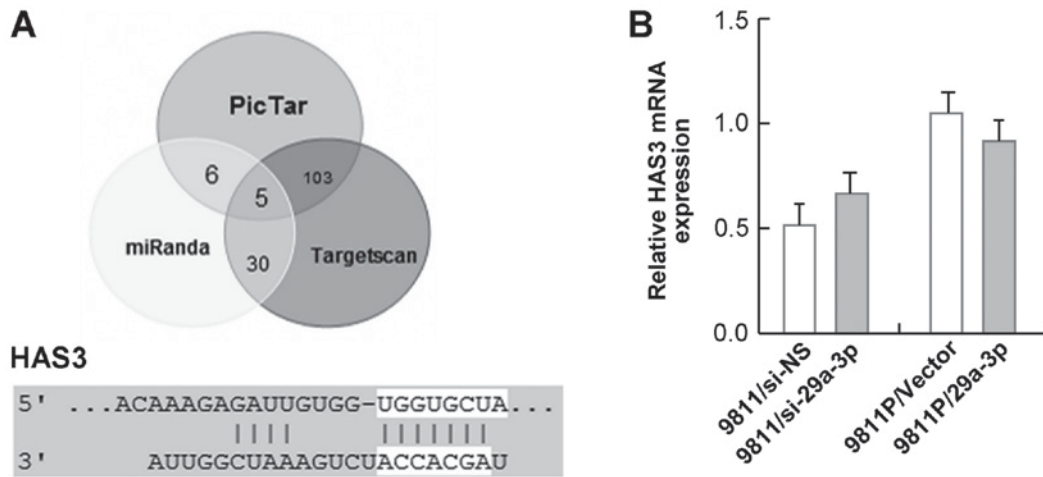 A
PicTar
6
5
103
miRanda
30
Targetscan
HAS3
5' ...ACAAAGAGAUUGUGG-UGGUGCUA...
3' AUUGGCUAAAGUCUACCACGAU
B
Relative HAS3 mRNA
expression
1.5
1.0
0.5
0.0
9811/si-NS
9811/si-29a-3p
9811P/Vector
9811P/29a-3p